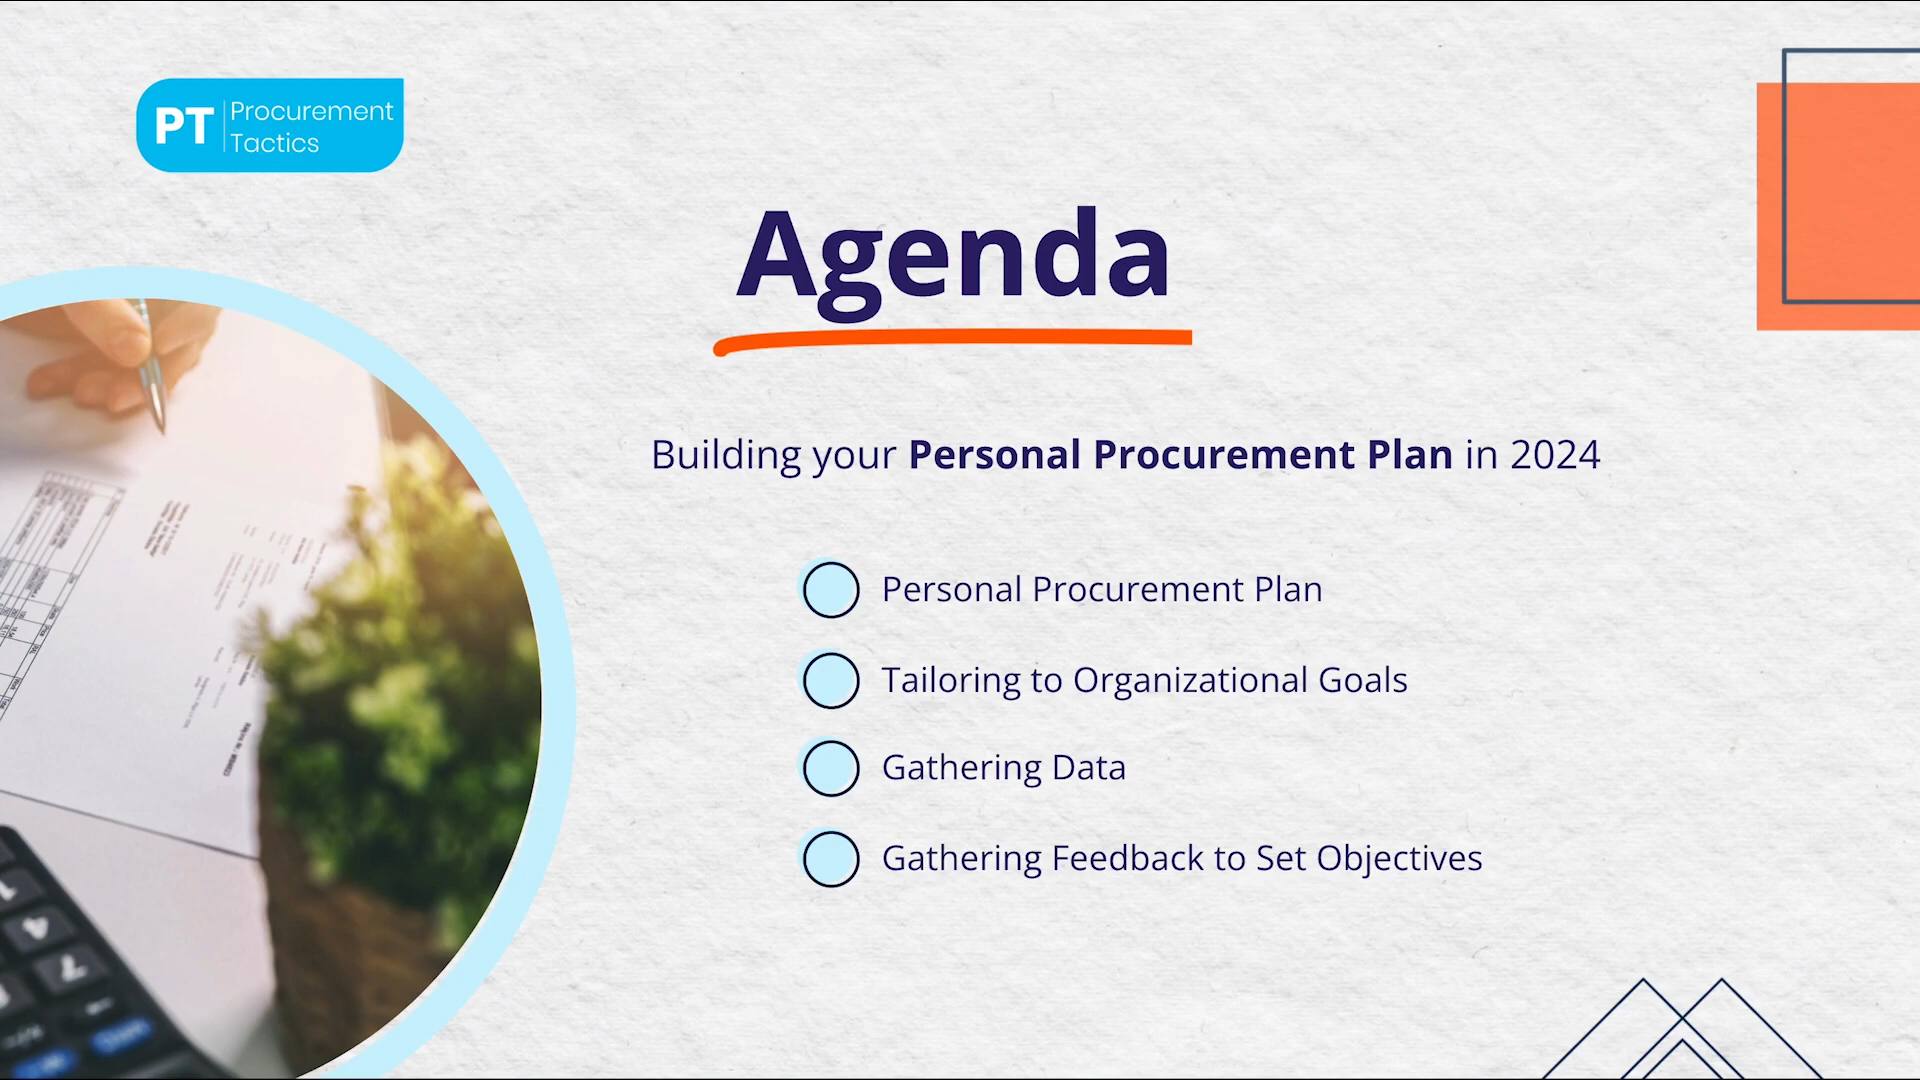 PT Procurement
Tactics
Agenda
Building your Personal Procurement Plan in 2024
Personal Procurement Plan
Tailoring to Organizational Goals
Gathering Data
Gathering Feedback to Set Objectives